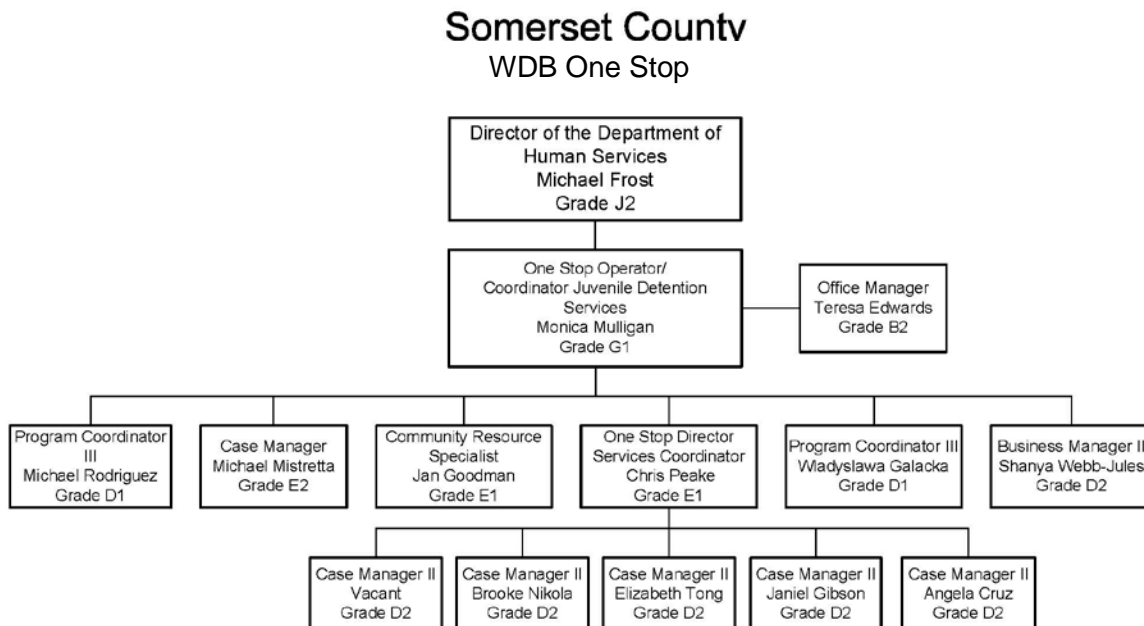 Somerset County
WDB One Stop
Director of the Department of
Human Services
Michael Frost
Grade J2
One Stop Operator/
Coordinator Juvenile Detention
Services
Monica Mulligan
Grade G1
Office Manager
Teresa Edwards
Grade B2
Program Coordinator
III
Michael Rodriguez
Grade D1
Case Manager
Michael Mistretta
Grade E2
Community Resource
Specialist
Jan Goodman
Grade E1
One Stop Director
Services Coordinator
Chris Peake
Grade E1
Program Coordinator III
Wladyslawa Galacka
Grade D1
Business Manager II
Shanya Webb-Jules
Grade D2
Case Manager II
Vacant
Grade D2
Case Manager II
Brooke Nikola
Grade D2
Case Manager II
Elizabeth Tong
Grade D2
Case Manager II
Janiel Gibson
Grade D2
Case Manager II
Angela Cruz
Grade D2